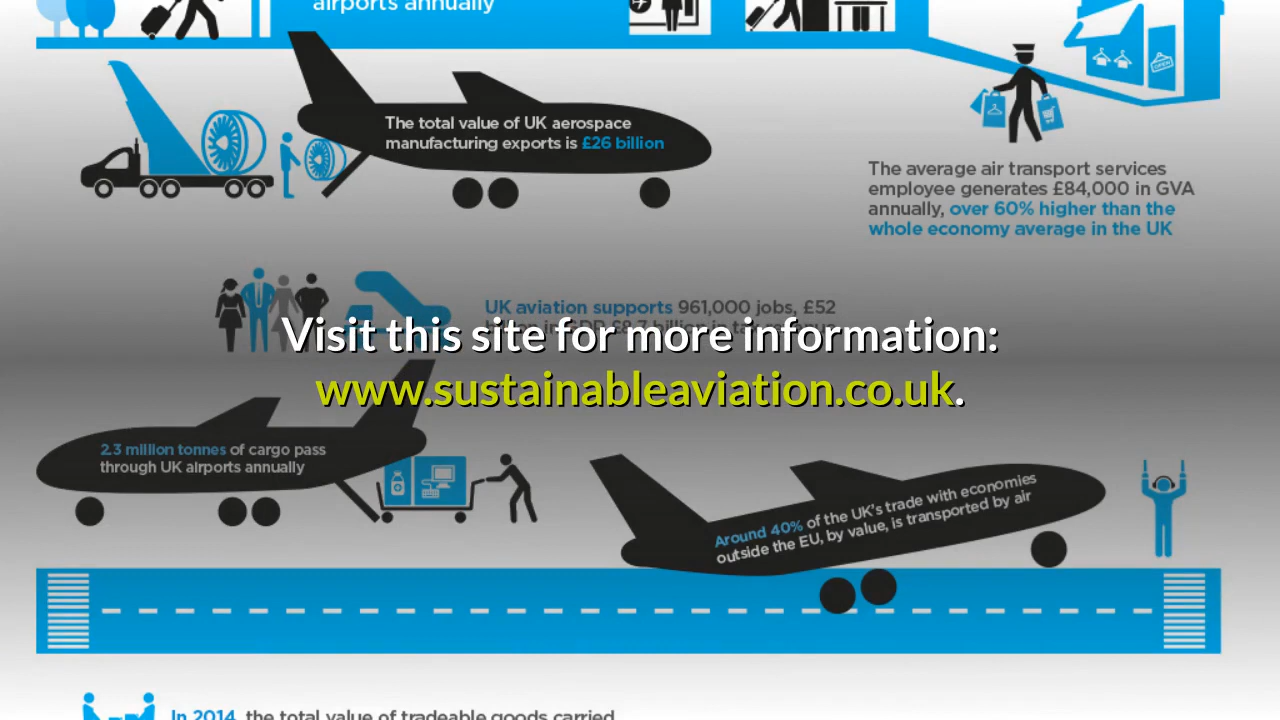 airports annually
The total value of UK aerospace
manufacturing exports is £26 billion
OPEN
The average air transport services
employee generates £84,000 in GVA
annually, over 60% higher than the
whole economy average in the UK
UK aviation supports 961,000 jobs, £52
Visit this site for more information:
www.sustainableaviation.co.uk.
2.3 million tonnes of cargo pass
through UK airports annually
Around 40% of the UK's trade with economies
outside the EU, by value, is transported by air
In 2014, the total value of tradeable goods carried